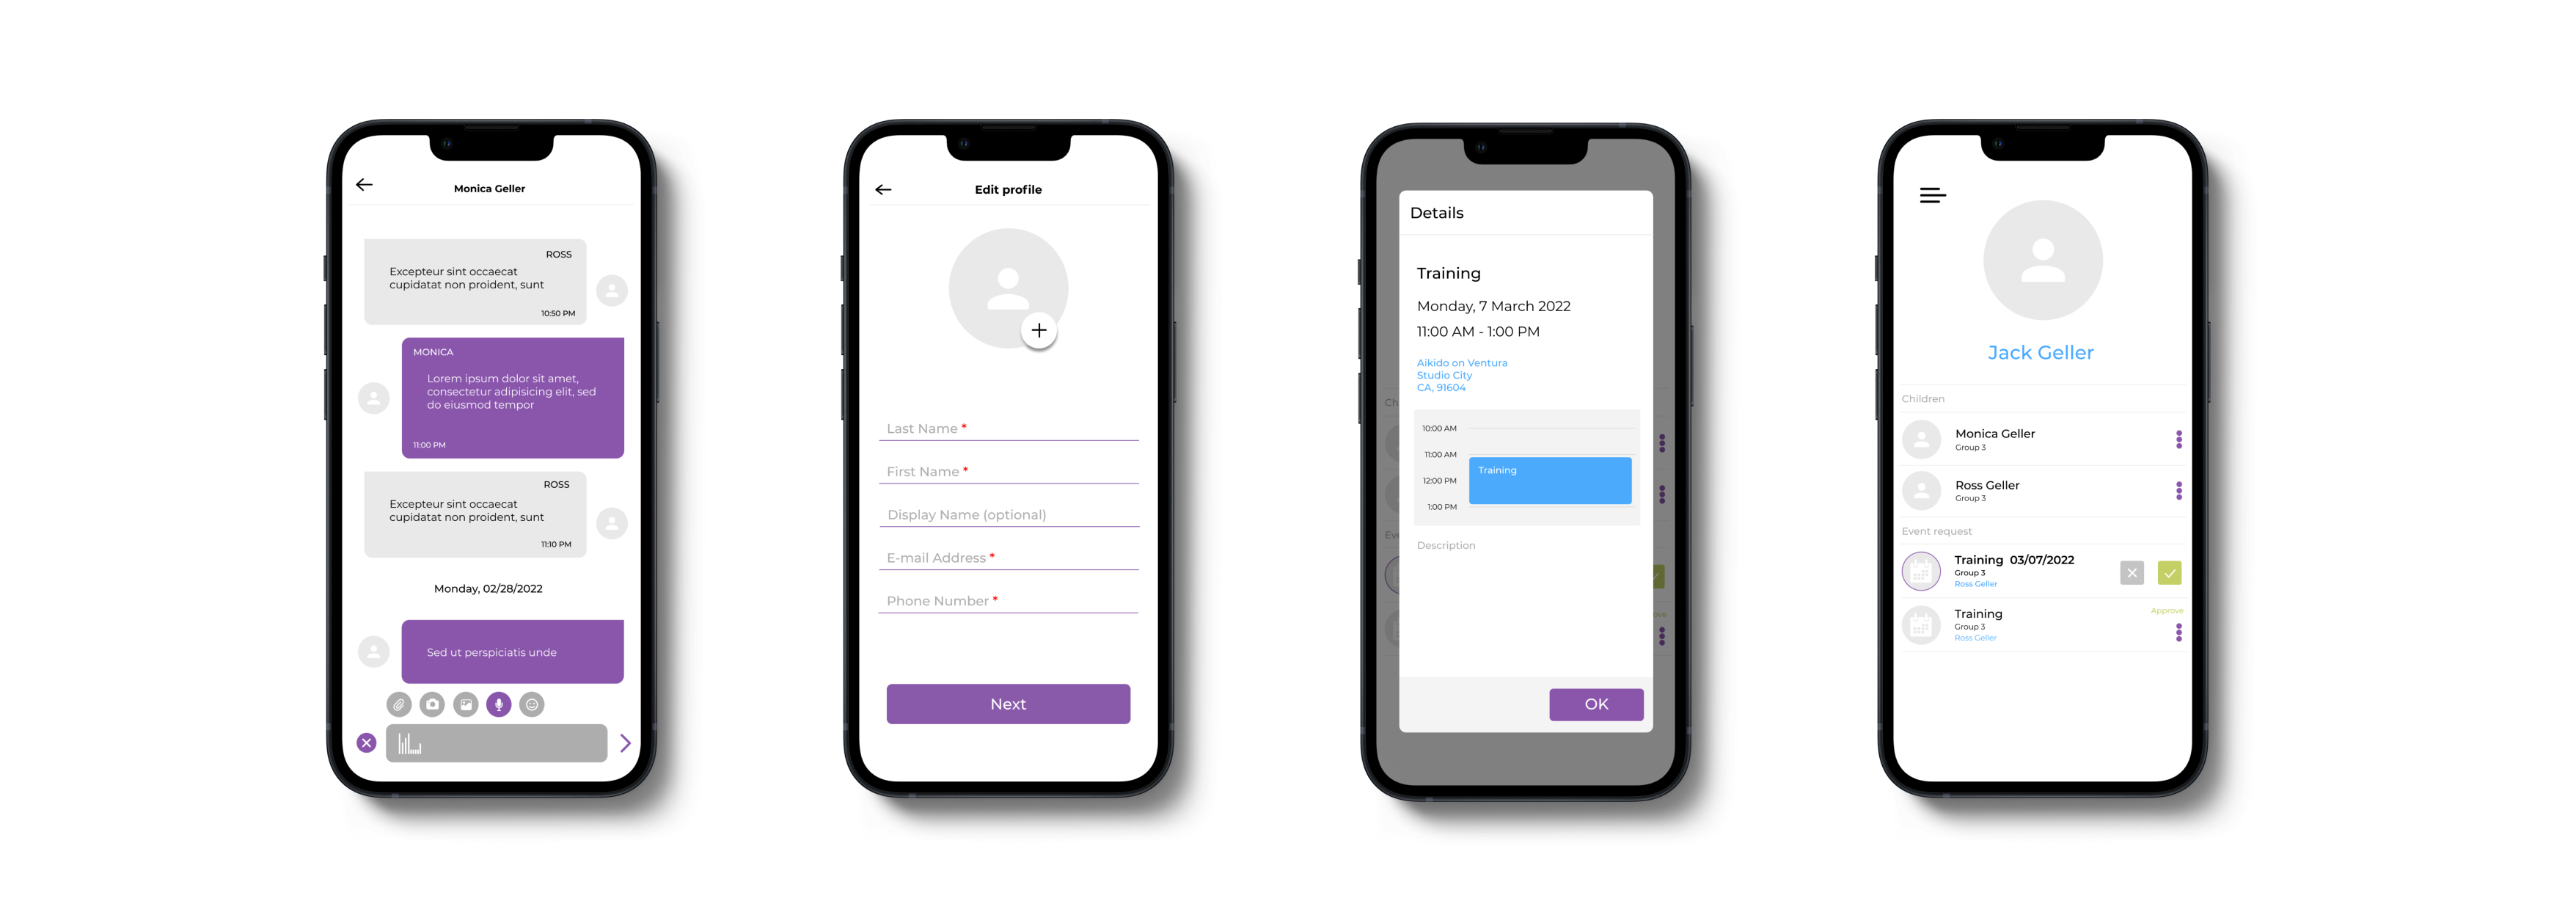 Monica Geller
ROSS
Excepteur sint occaecat
cupidatat non proident, sunt
10:50 PM
MONICA
Lorem ipsum dolor sit amet,
consectetur adipisicing elit, sed
do eiusmod tempor
11:00 PM
ROSS
Excepteur sint occaecat
cupidatat non proident, sunt
11:10 PM
Monday, 02/28/2022
Sed ut perspiciatis unde
Edit profile
Last Name *
First Name *
Display Name (optional)
E-mail Address *
Phone Number *
Next
Details
Training
Monday, 7 March 2022
11:00 AM - 1:00 PM
Aikido on Ventura
Studio City
CA, 91604
10:00 AM
11:00 AM
Training
12:00 PM
1:00 PM
Description
OK
Ch
Eve
ove
Jack Geller
Children
Monica Geller
Group 3
Ross Geller
Group 3
Event request
Training 03/07/2022
Group 3
Ross Geller
Training
Approve
Group 3
Ross Geller